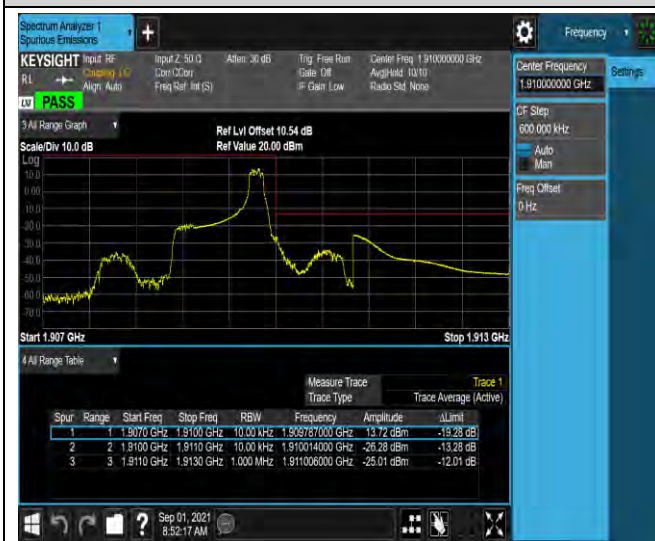 Spectrum Analyzer 1
Spurious Emissions
+
Frequency
KEYSIGHT Input: RF Input Z: 50 Ω Atten: 30 dB Trig: Free Run Center Freq: 1.910000000 GHz
RL Coupling: DC Corr CCorr Gate: Off Avg|Hold: 10/10
Align: Auto Freq Ref: Int (S) IF Gain: Low Radio Std: None
PASS
3 All Range Graph
Ref Lvl Offset 10.54 dB
Scale/Div 10.0 dB Ref Value 20.00 dBm
Log
10.0
0.00
-10.0
-20.0
-30.0
-40.0
-50.0
-60.0
-70.0
Start 1.907 GHz Stop 1.913 GHz
4 All Range Table
Measure Trace Trace 1
Trace Type Trace Average (Active)
Spur Range Start Freq Stop Freq RBW Frequency Amplitude ΔLimit
1 1 1.9070 GHz 1.9100 GHz 10.00 kHz 1.909787000 GHz 13.72 dBm -19.28 dB
2 2 1.9100 GHz 1.9110 GHz 10.00 kHz 1.910014000 GHz -26.28 dBm -13.28 dB
3 3 1.9110 GHz 1.9130 GHz 1.000 MHz 1.911006000 GHz -25.01 dBm -12.01 dB
Center Frequency
1.910000000 GHz
Settings
CF Step
600.000 kHz
Auto
Man
Freq Offset
0 Hz
?
Sep 01, 2021
8:52:17 AM